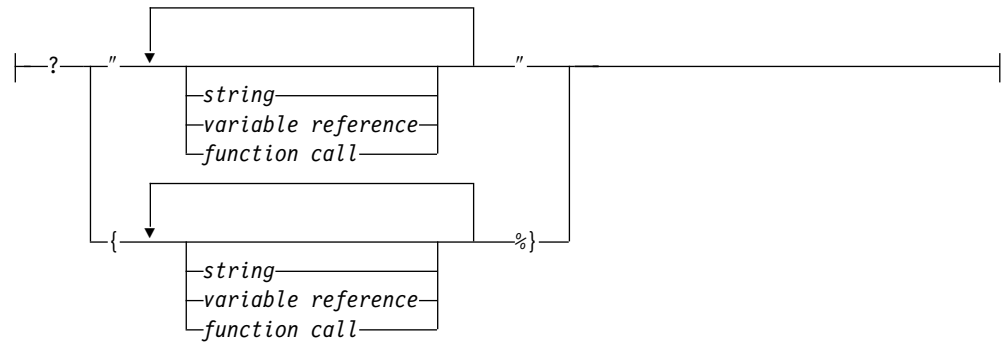 ? " "
string
variable reference
function call
{ %}
string
variable reference
function call